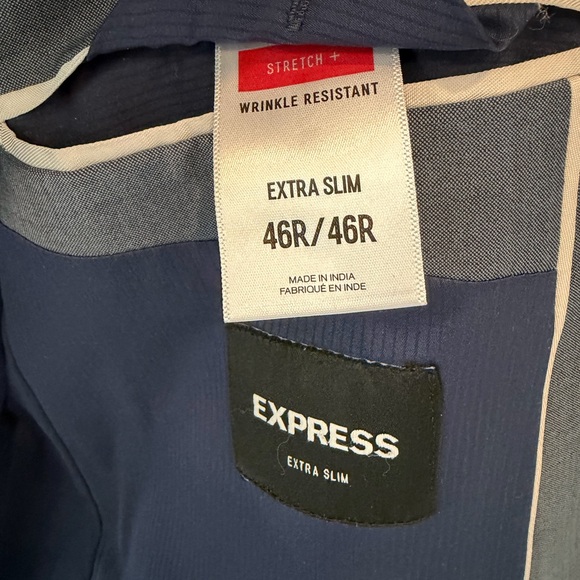 STRETCH +
WRINKLE RESISTANT
EXTRA SLIM
46R/46R
MADE IN INDIA
FABRIQUÉ EN INDE
EXPRESS
EXTRA SLIM